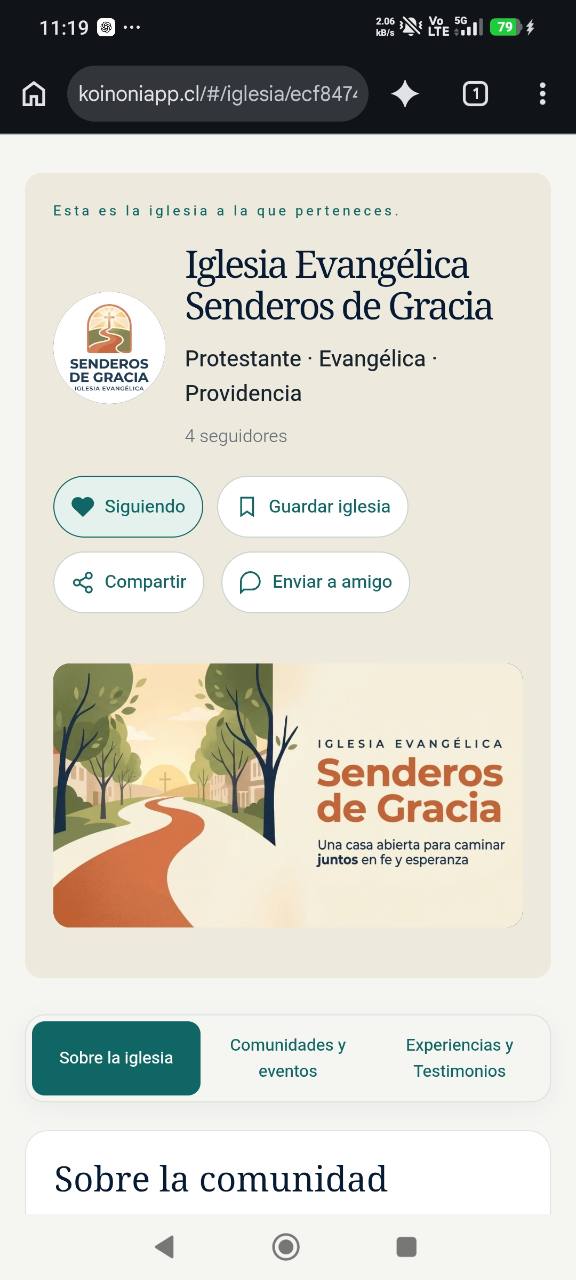 11:19
2.06 kB/s
Vo LTE
5G
79
koinoniapp.cl/#/iglesia/ecf847
1
Esta es la iglesia a la que perteneces.
SENDEROS
DE GRACIA
IGLESIA EVANGÉLICA
Iglesia Evangélica
Senderos de Gracia
Protestante · Evangélica ·
Providencia
4 seguidores
Siguiendo
Guardar iglesia
Compartir
Enviar a amigo
IGLESIA EVANGÉLICA
Senderos
de Gracia
Una casa abierta para caminar
juntos en fe y esperanza
Sobre la iglesia
Comunidades y
eventos
Experiencias y
Testimonios
Sobre la comunidad